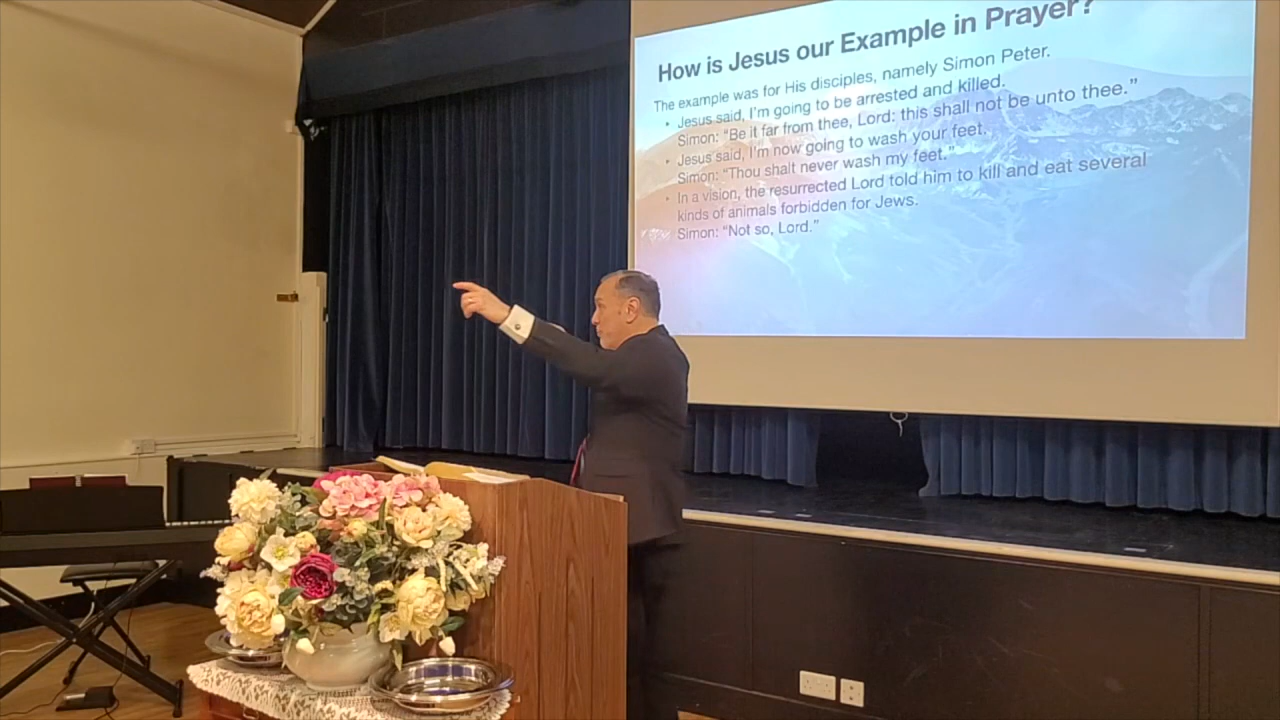 How is Jesus our Example in Prayer?
The example was for His disciples, namely Simon Peter.
• Jesus said, I'm going to be arrested and killed.
Simon: “Be it far from thee, Lord: this shall not be unto thee.”
• Jesus said, I'm now going to wash your feet.
Simon: “Thou shalt never wash my feet.”
• In a vision, the resurrected Lord told him to kill and eat several
kinds of animals forbidden for Jews.
Simon: “Not so, Lord.”